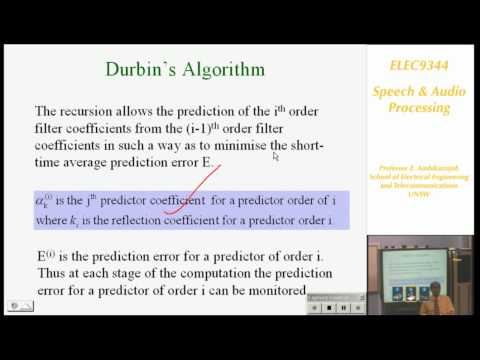 Durbin's Algorithm
The recursion allows the prediction of the iᵗʰ order
filter coefficients from the (i-1)ᵗʰ order filter
coefficients in such a way as to minimise the short-
time average prediction error E.
αₖ⁽ⁱ⁾ is the jᵗʰ predictor coefficient for a predictor order of i
where kᵢ is the reflection coefficient for a predictor order i.
E⁽ⁱ⁾ is the prediction error for a predictor of order i.
Thus at each stage of the computation the prediction
error for a predictor of order i can be monitored
ELEC9344
Speech & Audio
Processing
Professor E. Ambikairajah
School of Electrical Engineering
and Telecommunications
UNSW